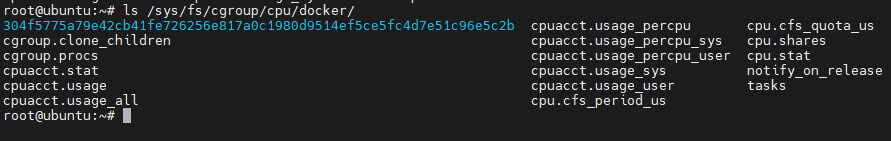 root@ubuntu:~# ls /sys/fs/cgroup/cpu/docker/
304f5775a79e42cb41fe726256e817a0c1980d9514ef5ce5fc4d7e51c96e5c2b  cpuacct.usage_percpu       cpu.cfs_quota_us
cgroup.clone_children                                             cpuacct.usage_percpu_sys   cpu.shares
cgroup.procs                                                      cpuacct.usage_percpu_user  cpu.stat
cpuacct.stat                                                      cpuacct.usage_sys          notify_on_release
cpuacct.usage                                                     cpuacct.usage_user         tasks
cpuacct.usage_all                                                 cpu.cfs_period_us
root@ubuntu:~#